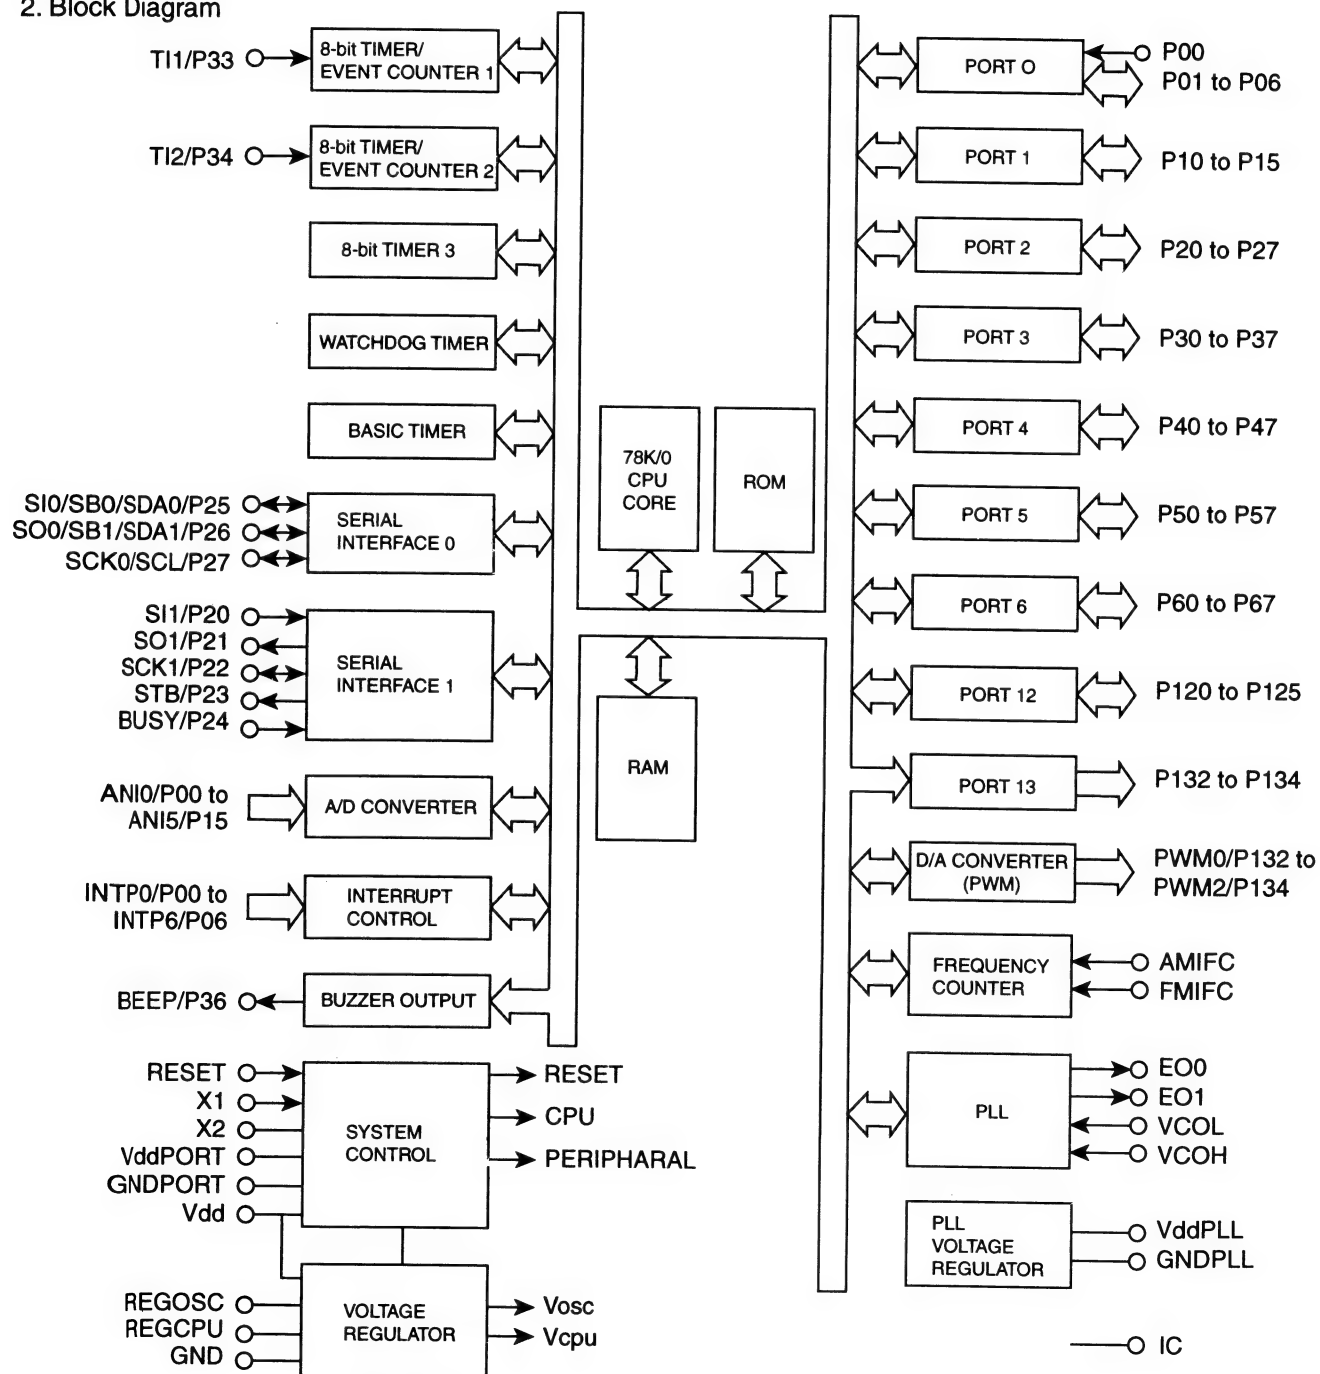 2. Block Diagram
TI1/P33
8-bit TIMER/
EVENT COUNTER 1
TI2/P34
8-bit TIMER/
EVENT COUNTER 2
8-bit TIMER 3
WATCHDOG TIMER
BASIC TIMER
SI0/SB0/SDA0/P25
SO0/SB1/SDA1/P26
SCK0/SCL/P27
SERIAL
INTERFACE 0
SI1/P20
SO1/P21
SCK1/P22
STB/P23
BUSY/P24
SERIAL
INTERFACE 1
ANI0/P00 to
ANI5/P15
A/D CONVERTER
INTP0/P00 to
INTP6/P06
INTERRUPT
CONTROL
BEEP/P36
BUZZER OUTPUT
RESET
X1
X2
VddPORT
GNDPORT
Vdd
SYSTEM
CONTROL
RESET
CPU
PERIPHARAL
REGOSC
REGCPU
GND
VOLTAGE
REGULATOR
Vosc
Vcpu
78K/0
CPU
CORE
ROM
RAM
PORT O
P00
P01 to P06
PORT 1
P10 to P15
PORT 2
P20 to P27
PORT 3
P30 to P37
PORT 4
P40 to P47
PORT 5
P50 to P57
PORT 6
P60 to P67
PORT 12
P120 to P125
PORT 13
P132 to P134
D/A CONVERTER
(PWM)
PWM0/P132 to
PWM2/P134
FREQUENCY
COUNTER
AMIFC
FMIFC
PLL
EO0
EO1
VCOL
VCOH
PLL
VOLTAGE
REGULATOR
VddPLL
GNDPLL
IC